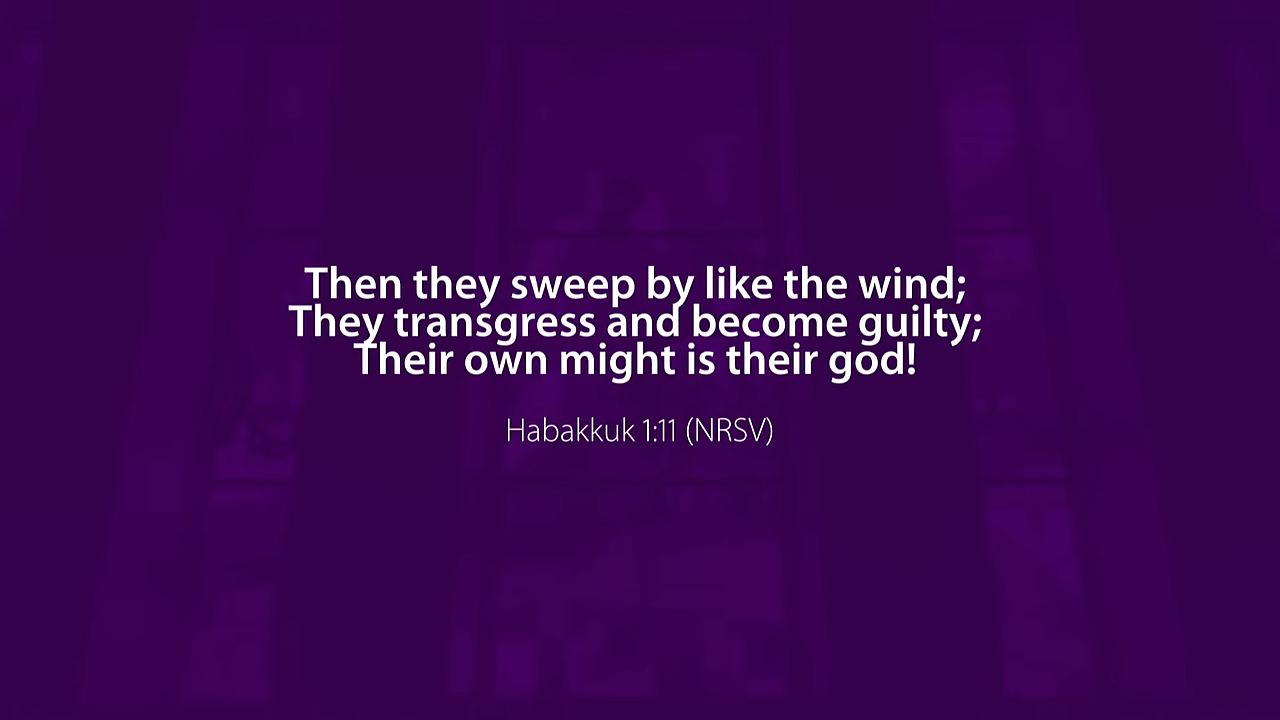 Then they sweep by like the wind;
They transgress and become guilty;
Their own might is their god!
Habakkuk 1:11 (NRSV)